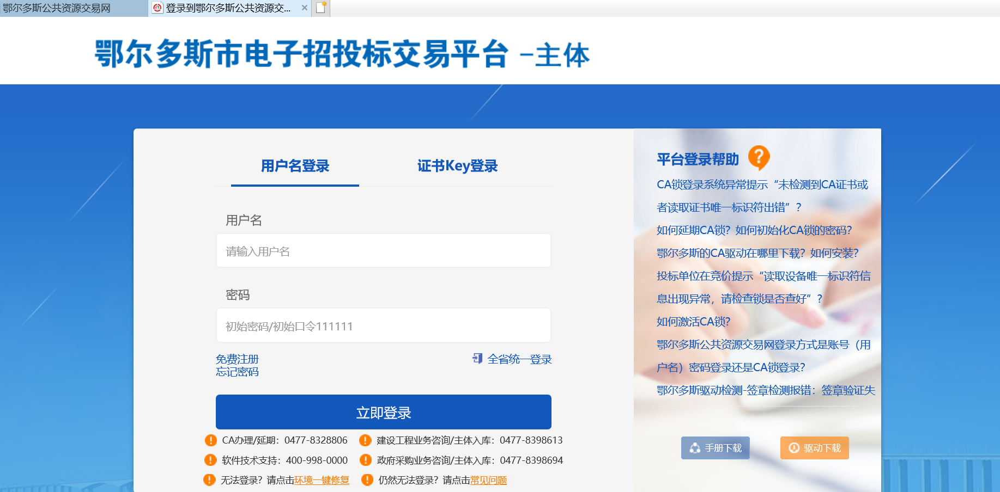 鄂尔多斯公共资源交易网
登录到鄂尔多斯公共资源交...
鄂尔多斯市电子招投标交易平台 -主体
用户名登录
证书Key登录
用户名
请输入用户名
密码
初始密码/初始口令111111
免费注册
全省统一登录
忘记密码
立即登录
CA办理/延期：0477-8328806
建设工程业务咨询/主体入库：0477-8398613
软件技术支持：400-998-0000
政府采购业务咨询/主体入库：0477-8398694
无法登录？请点击环境一键修复
仍然无法登录？请点击常见问题
平台登录帮助
CA锁登录系统异常提示“未检测到CA证书或
者读取证书唯一标识符出错”？
如何延期CA锁？如何初始化CA锁的密码？
鄂尔多斯的CA驱动在哪里下载？如何安装？
投标单位在竞价提示“读取设备唯一标识符信
息出现异常，请检查锁是否查好”？
如何激活CA锁？
鄂尔多斯公共资源交易网登录方式是账号（用
户名）密码登录还是CA锁登录？
鄂尔多斯驱动检测-签章检测报错：签章验证失
手册下载
驱动下载